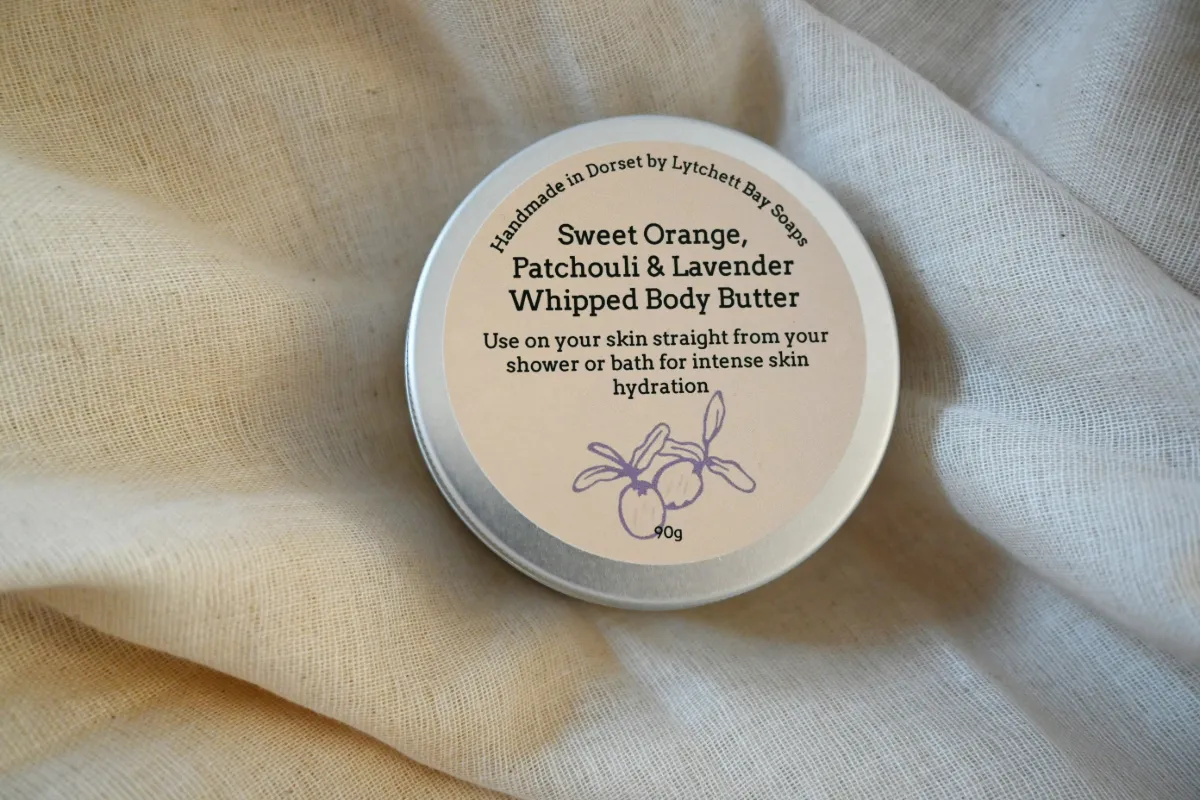 Handmade in Dorset by Lytchett Bay Soaps
Sweet Orange,
Patchouli & Lavender
Whipped Body Butter
Use on your skin straight from your
shower or bath for intense skin
hydration
90g